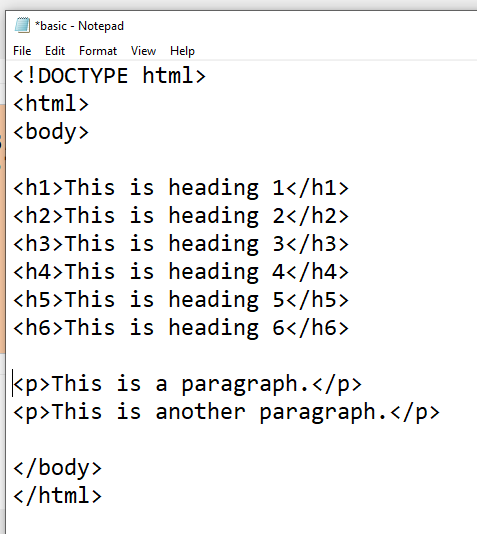 *basic - Notepad
File Edit Format View Help
<!DOCTYPE html>
<html>
<body>
<h1>This is heading 1</h1>
<h2>This is heading 2</h2>
<h3>This is heading 3</h3>
<h4>This is heading 4</h4>
<h5>This is heading 5</h5>
<h6>This is heading 6</h6>
<p>This is a paragraph.</p>
<p>This is another paragraph.</p>
</body>
</html>